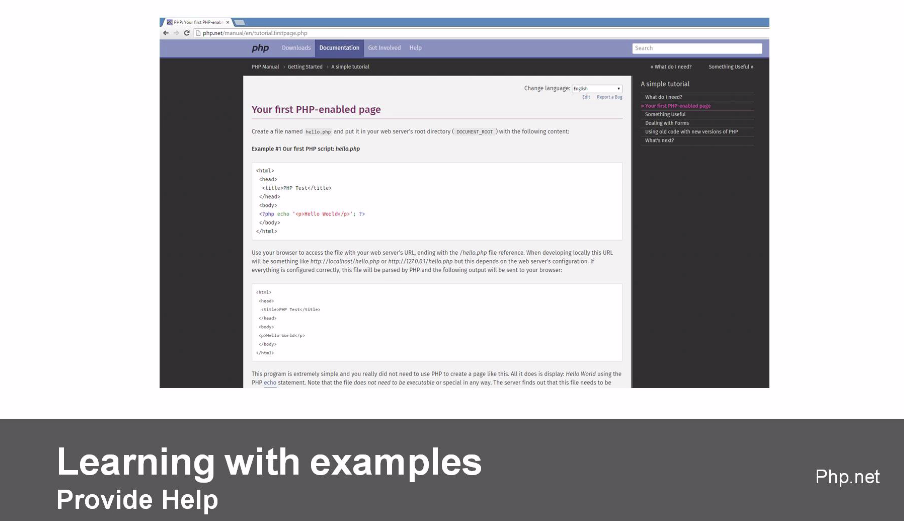 PHP: Your first PHP-enabl
php.net/manual/en/tutorial.firstpage.php
php Downloads Documentation Get Involved Help Search
PHP Manual › Getting Started › A simple tutorial « What do I need? Something Useful »
Change language: English
Edit Report a Bug
Your first PHP-enabled page
Create a file named hello.php and put it in your web server's root directory ( DOCUMENT_ROOT ) with the following content:
Example #1 Our first PHP script: hello.php
<html>
<head>
<title>PHP Test</title>
</head>
<body>
<?php echo '<p>Hello World</p>'; ?>
</body>
</html>
Use your browser to access the file with your web server's URL, ending with the /hello.php file reference. When developing locally this URL
will be something like http://localhost/hello.php or http://127.0.0.1/hello.php but this depends on the web server's configuration. If
everything is configured correctly, this file will be parsed by PHP and the following output will be sent to your browser:
<html>
<head>
<title>PHP Test</title>
</head>
<body>
<p>Hello World</p>
</body>
</html>
This program is extremely simple and you really did not need to use PHP to create a page like this. All it does is display: Hello World using the
PHP echo statement. Note that the file does not need to be executable or special in any way. The server finds out that this file needs to be
A simple tutorial
What do I need?
» Your first PHP-enabled page
Something Useful
Dealing with Forms
Using old code with new versions of PHP
What's next?
Learning with examples
Provide Help
Php.net